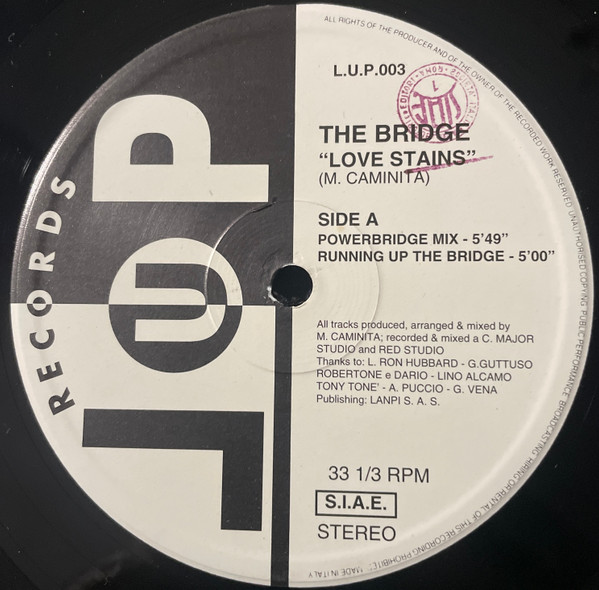 L.U.P.003
THE BRIDGE
“LOVE STAINS”
(M. CAMINITA)
SIDE A
POWERBRIDGE MIX - 5'49”
RUNNING UP THE BRIDGE - 5'00”
All tracks produced, arranged & mixed by
M. CAMINITA; recorded & mixed a C. MAJOR
STUDIO and RED STUDIO
Thanks to: L. RON HUBBARD - G.GUTTUSO
ROBERTONE e DARIO - LINO ALCAMO
TONY TONE' - A. PUCCIO - G. VENA
Publishing: LANPI S. A. S.
33 1/3 RPM
S.I.A.E.
STEREO
LUP
RECORDS
ALL RIGHTS OF THE PRODUCER AND OF THE OWNER OF THE RECORDED WORK RESERVED UNAUTHORISED COPYING PUBLIC PERFORMANCE BROADCASTING HIRING OR RENTAL OF THIS RECORDING PROHIBITED MADE IN ITALY
SIAE